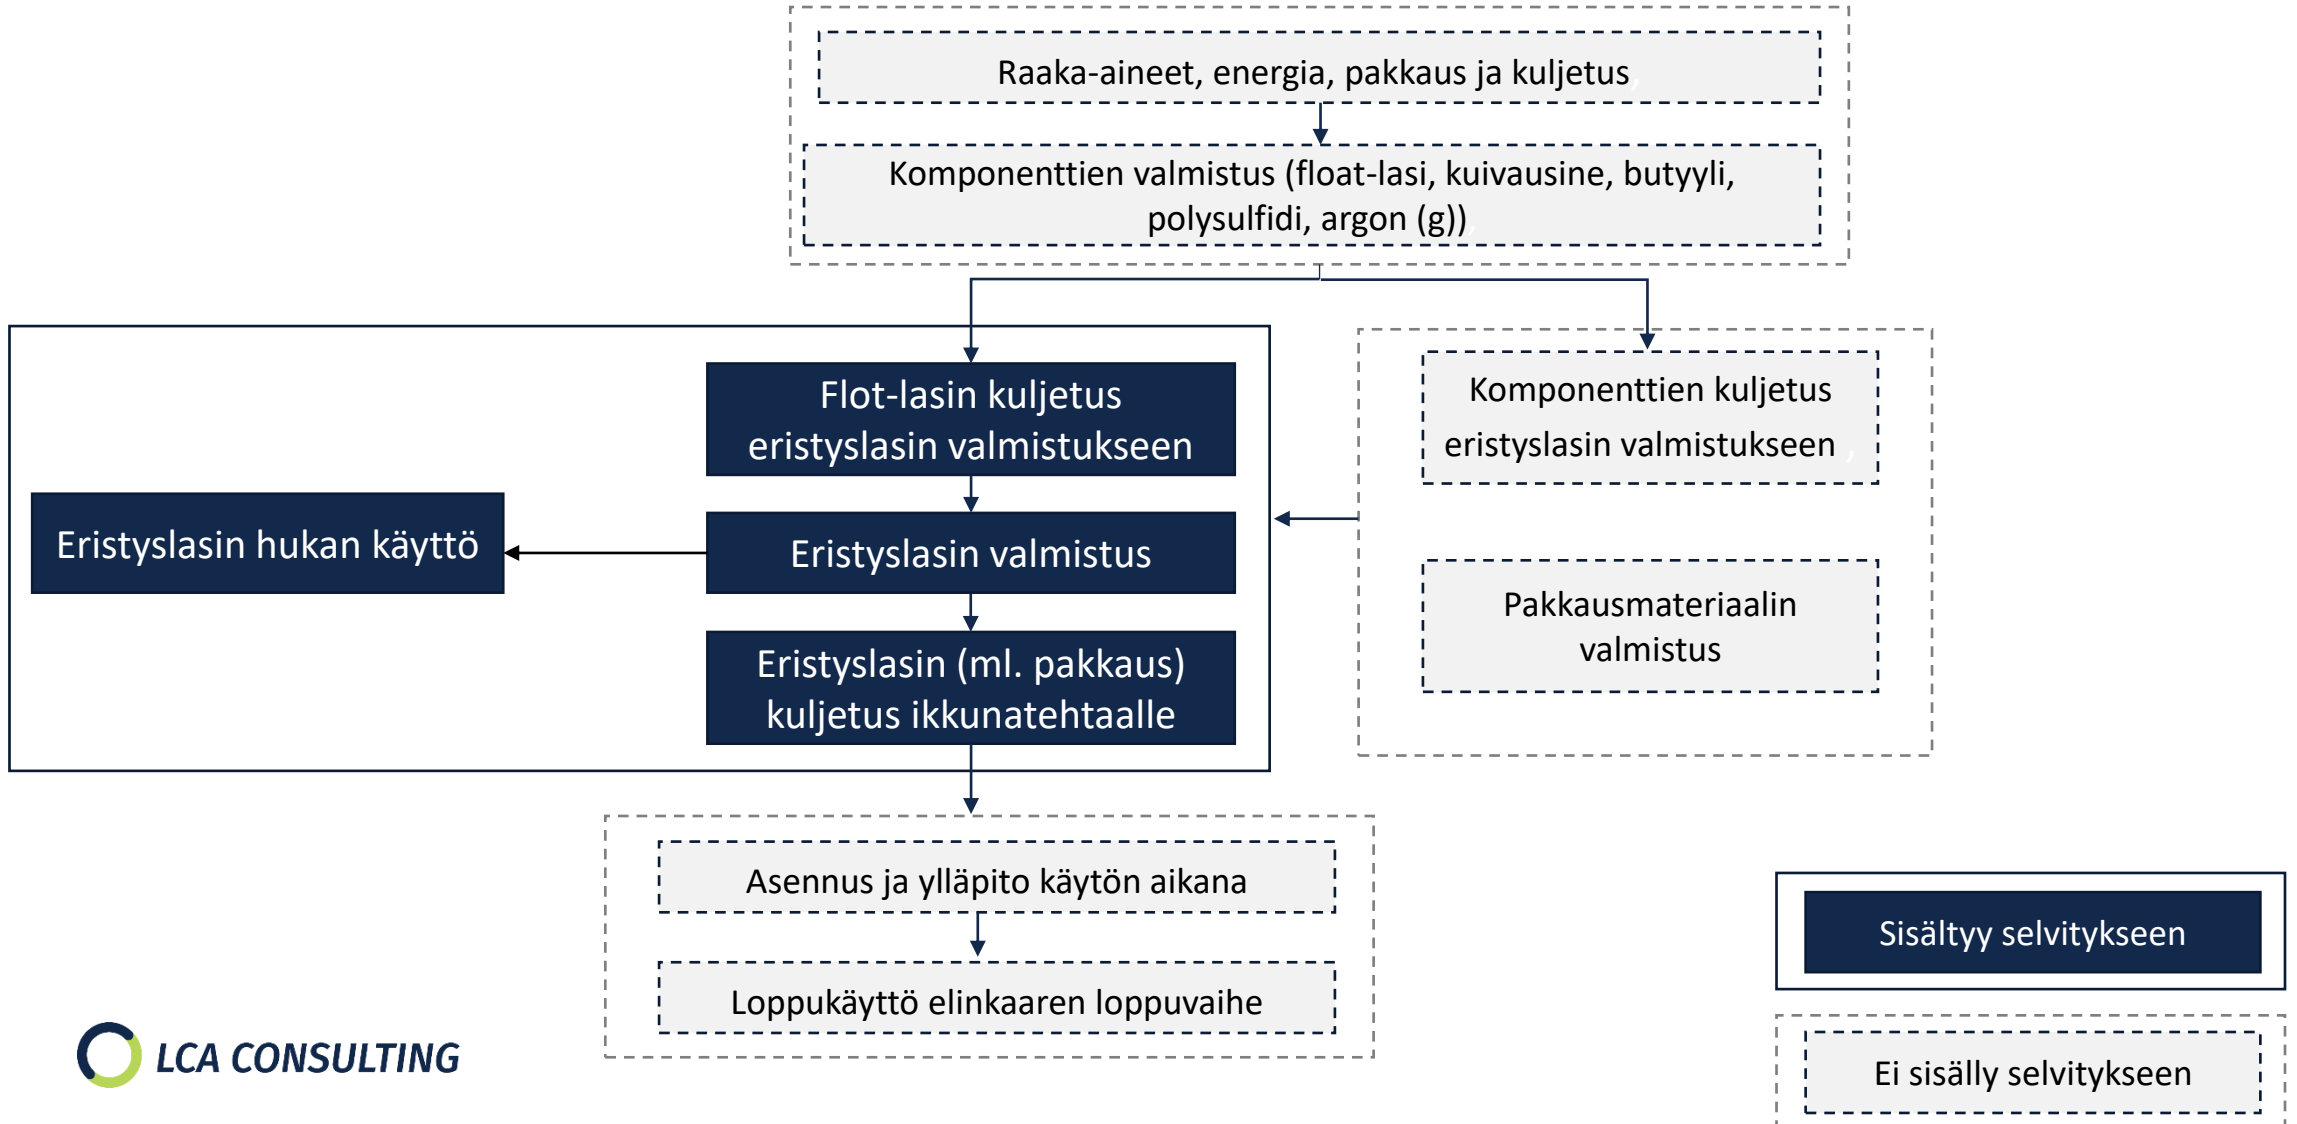 Raaka-aineet, energia, pakkaus ja kuljetus,
Komponenttien valmistus (float-lasi, kuivausine, butyyli,
polysulfidi, argon (g)),
Flot-lasin kuljetus
eristyslasin valmistukseen
Komponenttien kuljetus
eristyslasin valmistukseen ,
Eristyslasin hukan käyttö
Eristyslasin valmistus
Pakkausmateriaalin
valmistus
Eristyslasin (ml. pakkaus)
kuljetus ikkunatehtaalle
Asennus ja ylläpito käytön aikana
Loppukäyttö elinkaaren loppuvaihe
Sisältyy selvitykseen
Ei sisälly selvitykseen
LCA CONSULTING